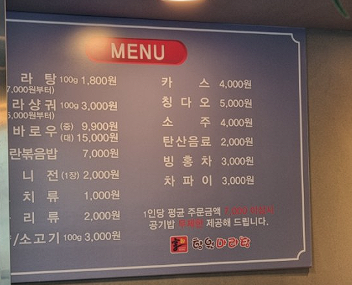 MENU
라 탕 100g 1,800원
7,000원부터)
라샹궈 100g 3,000원
바로우 (중) 9,900원
(대) 15,000원
란볶음밥 7,000원
니 전 (1장) 2,000원
치 류 1,000원
리 류 2,000원
/소고기 100g 3,000원
카 스 4,000원
칭 다 오 5,000원
소 주 4,000원
탄산음료 2,000원
빙 홍 차 3,000원
차 파 이 3,000원
1인당 평균 주문금액
공기밥 제공해 드립니다.